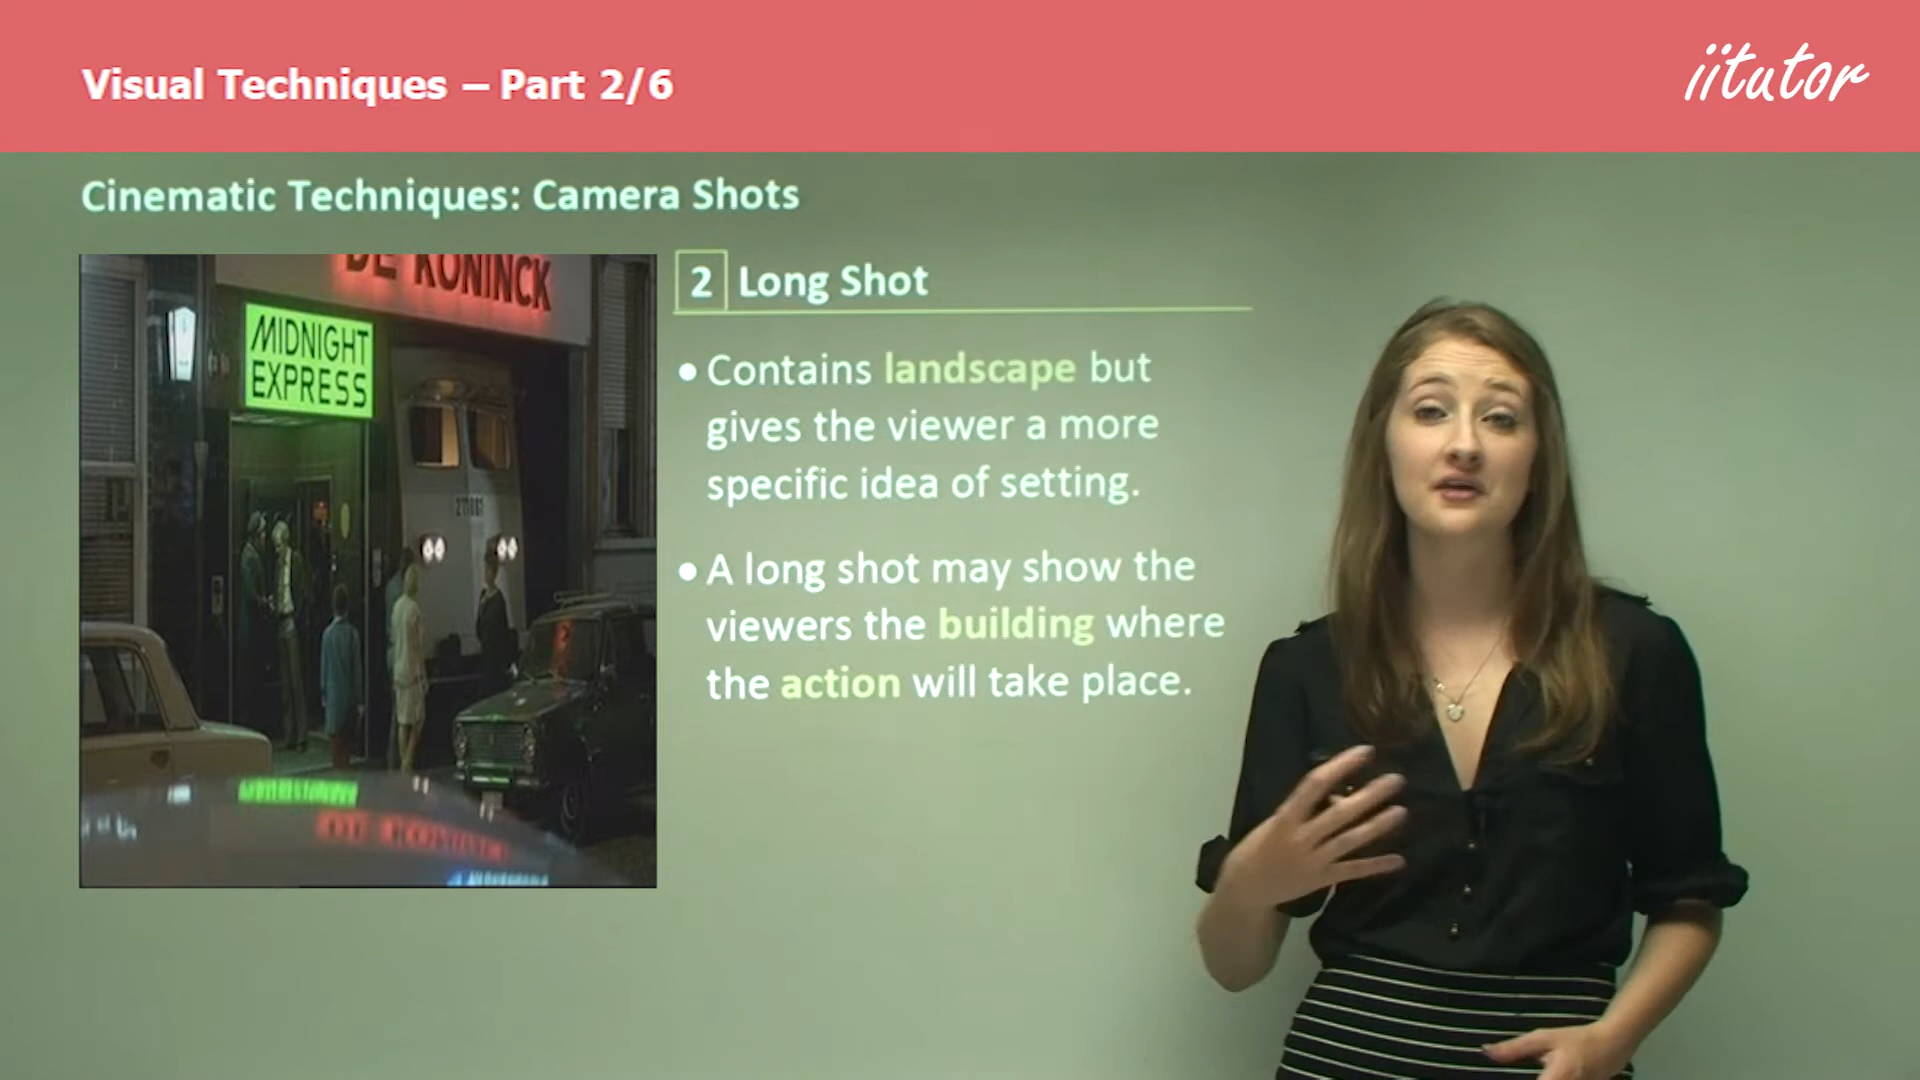 Visual Techniques – Part 2/6
iitutor
Cinematic Techniques: Camera Shots
DE KONINCK
MIDNIGHT
EXPRESS
2 Long Shot
• Contains landscape but
gives the viewer a more
specific idea of setting.
• A long shot may show the
viewers the building where
the action will take place.